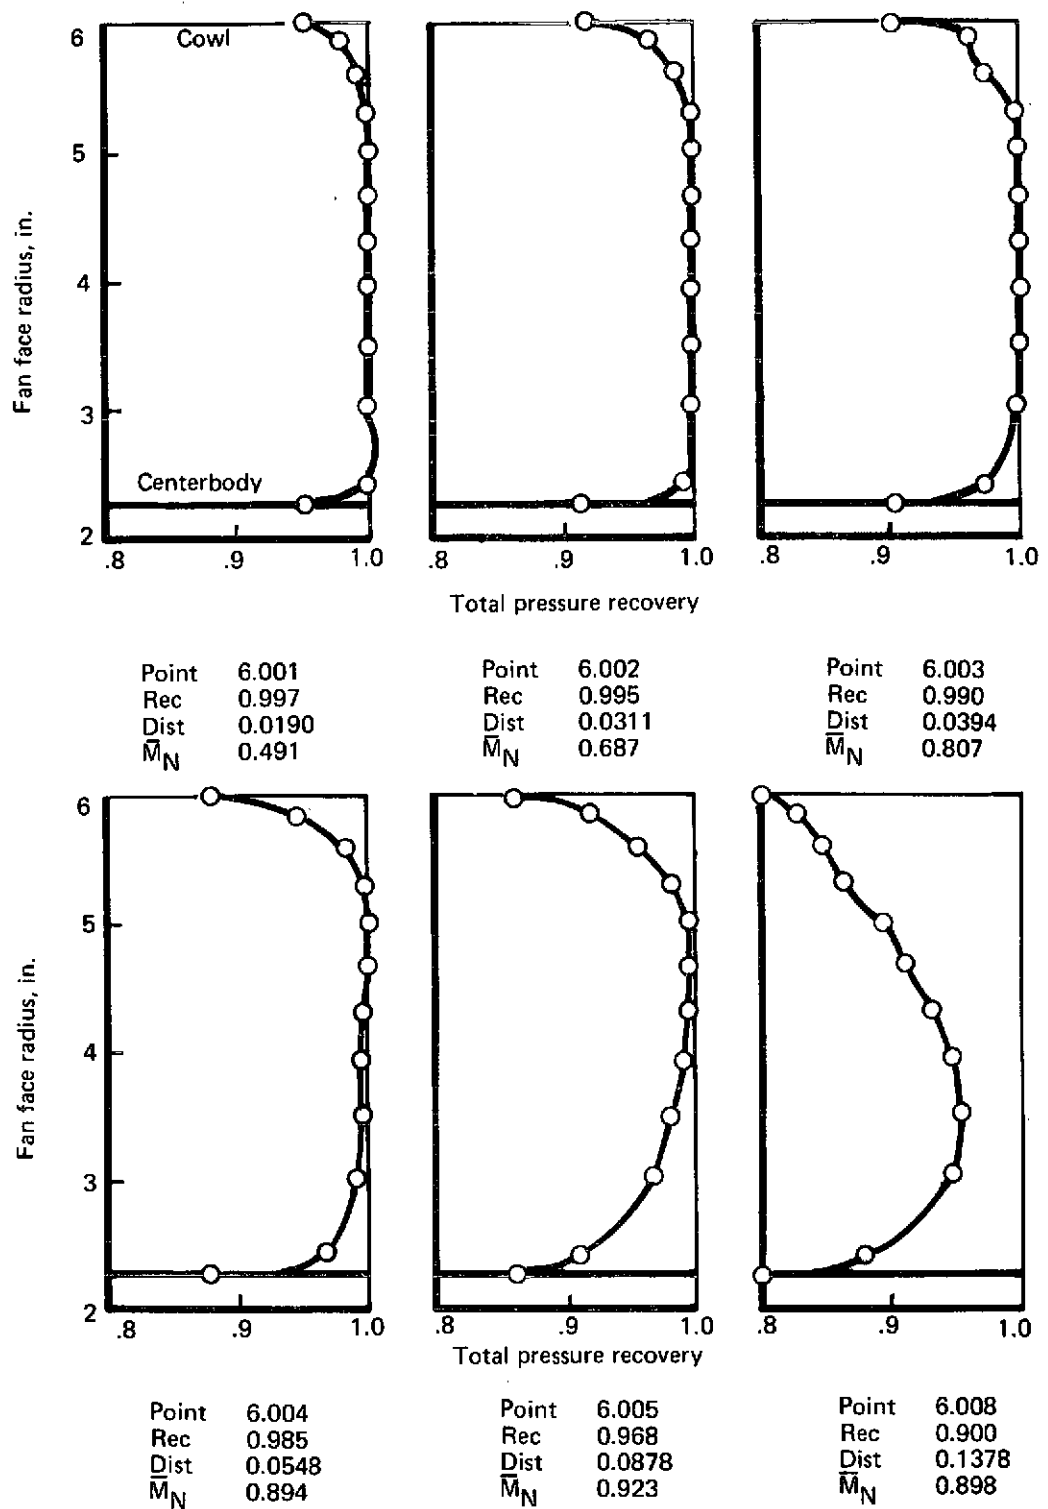 6
Cowl
5
4
3
Centerbody
2
Fan face radius, in.
.8 .9 1.0 .8 .9 1.0 .8 .9 1.0
Total pressure recovery
Point 6.001
Rec 0.997
Dist 0.0190
M̅N 0.491
Point 6.002
Rec 0.995
Dist 0.0311
M̅N 0.687
Point 6.003
Rec 0.990
Dist 0.0394
M̅N 0.807
6
5
4
3
2
Fan face radius, in.
.8 .9 1.0 .8 .9 1.0 .8 .9 1.0
Total pressure recovery
Point 6.004
Rec 0.985
Dist 0.0548
M̅N 0.894
Point 6.005
Rec 0.968
Dist 0.0878
M̅N 0.923
Point 6.008
Rec 0.900
Dist 0.1378
M̅N 0.898